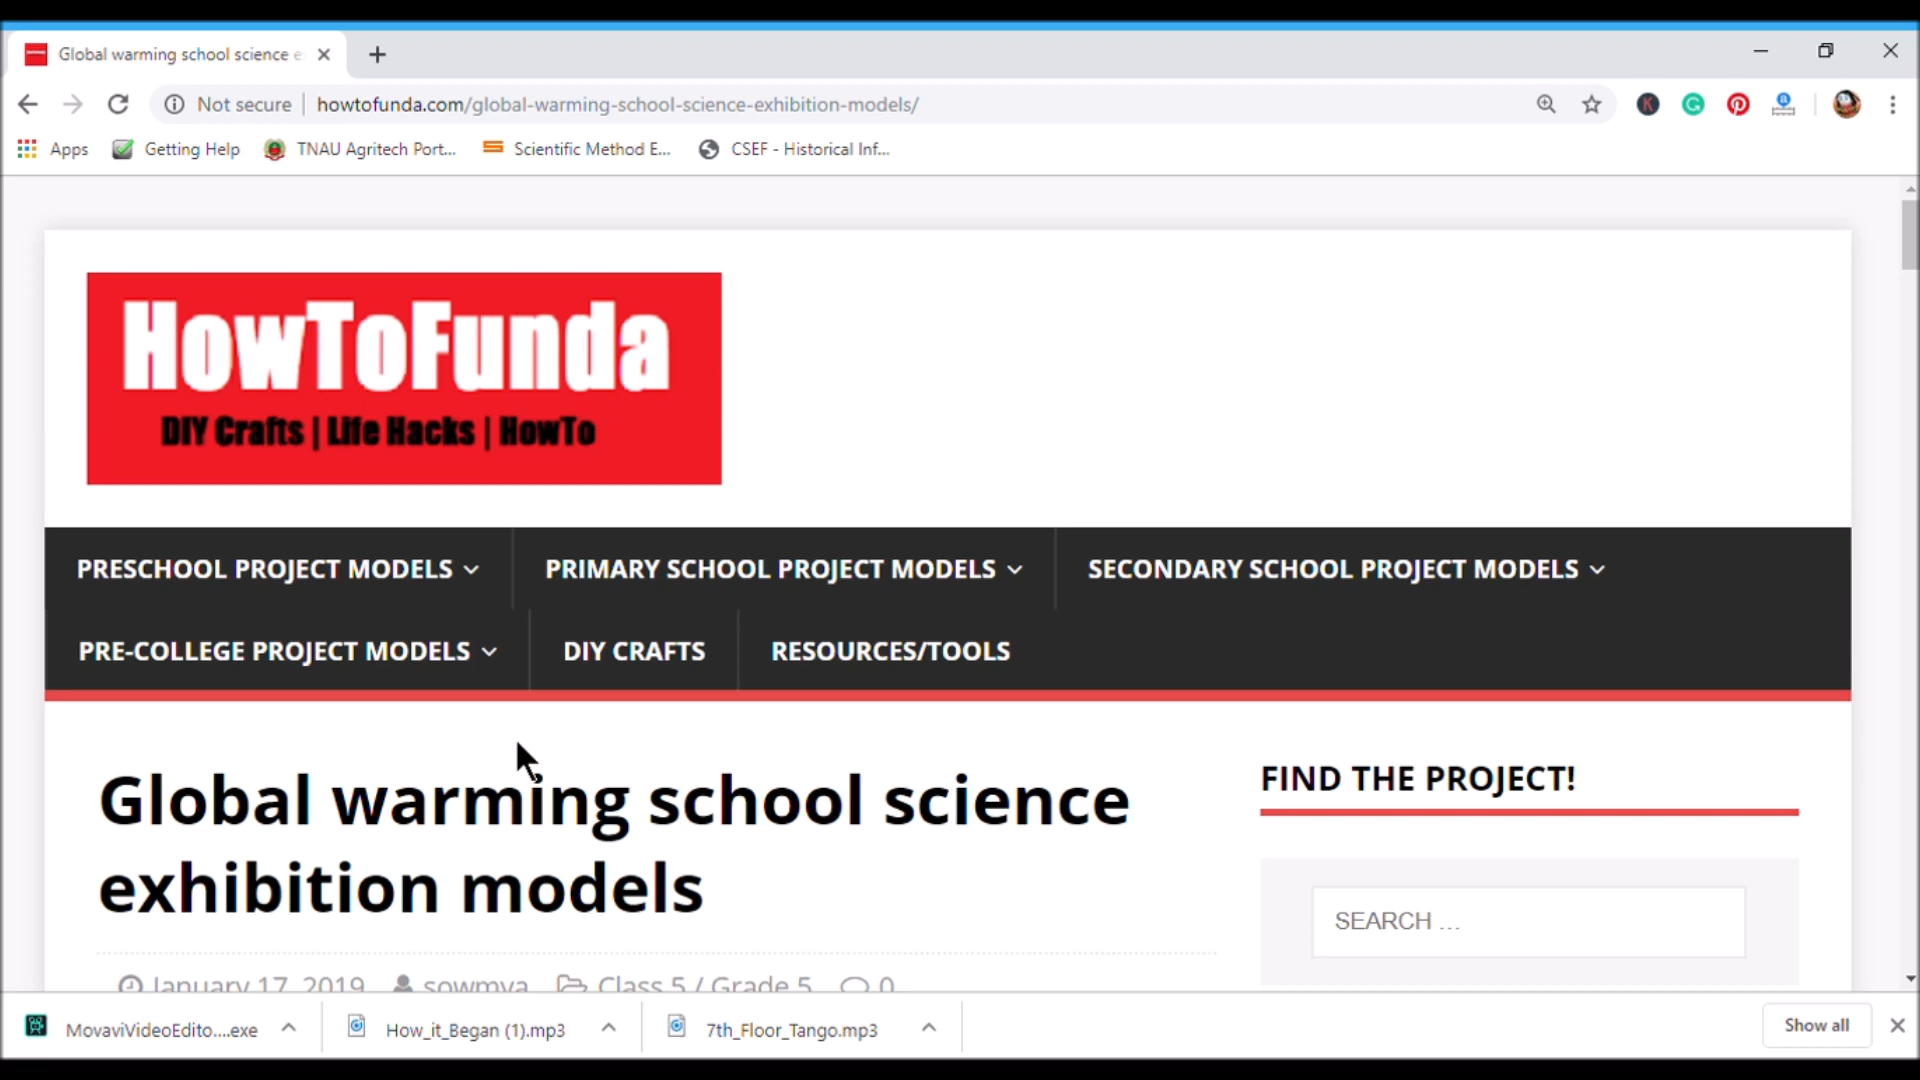 Global warming school science e
Not secure
howtofunda.com/global-warming-school-science-exhibition-models/
Apps
Getting Help
TNAU Agritech Port...
Scientific Method E...
CSEF - Historical Inf...
HowToFunda
DIY Crafts | Life Hacks | HowTo
PRESCHOOL PROJECT MODELS
PRIMARY SCHOOL PROJECT MODELS
SECONDARY SCHOOL PROJECT MODELS
PRE-COLLEGE PROJECT MODELS
DIY CRAFTS
RESOURCES/TOOLS
Global warming school science
exhibition models
January 17, 2019 sowmya Class 5 / Grade 5 0
FIND THE PROJECT!
SEARCH ...
MovaviVideoEdito....exe
How_it_Began (1).mp3
7th_Floor_Tango.mp3
Show all